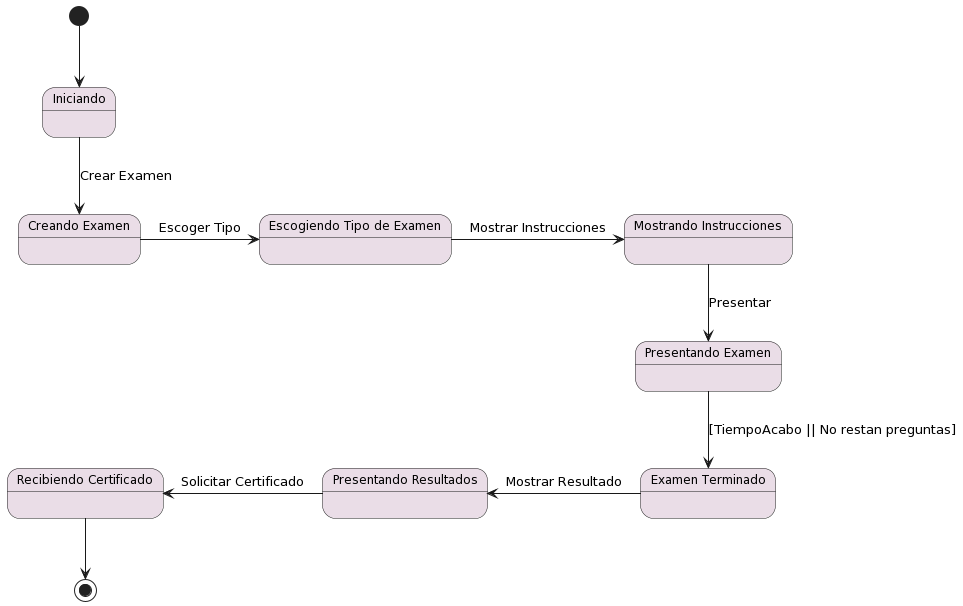 Iniciando
Crear Examen
Creando Examen
Escoger Tipo
Escogiendo Tipo de Examen
Mostrar Instrucciones
Mostrando Instrucciones
Presentar
Presentando Examen
[TiempoAcabo || No restan preguntas]
Recibiendo Certificado
Solicitar Certificado
Presentando Resultados
Mostrar Resultado
Examen Terminado